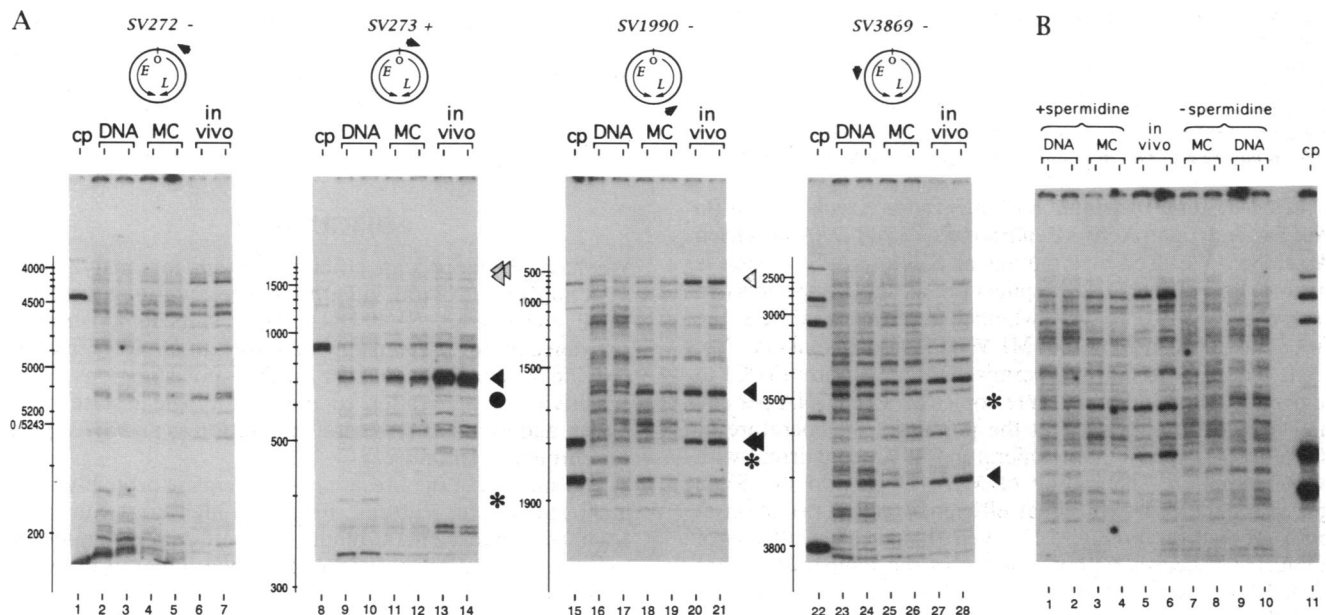 A
SV272 -
SV273 +
SV1990 -
SV3869 -
B
O
E
L
O
E
L
O
E
L
O
E
L
cp DNA MC in vivo
cp DNA MC in vivo
cp DNA MC in vivo
cp DNA MC in vivo
+spermidine in vivo -spermidine cp
DNA MC MC DNA
4000
4500
5000
5200
0/5243
200
1500
1000
500
300
500
1000
1500
1900
2500
3000
3500
3800
*
*
*
1 2 3 4 5 6 7
8 9 10 11 12 13 14
15 16 17 18 19 20 21
22 23 24 25 26 27 28
1 2 3 4 5 6 7 8 9 10 11